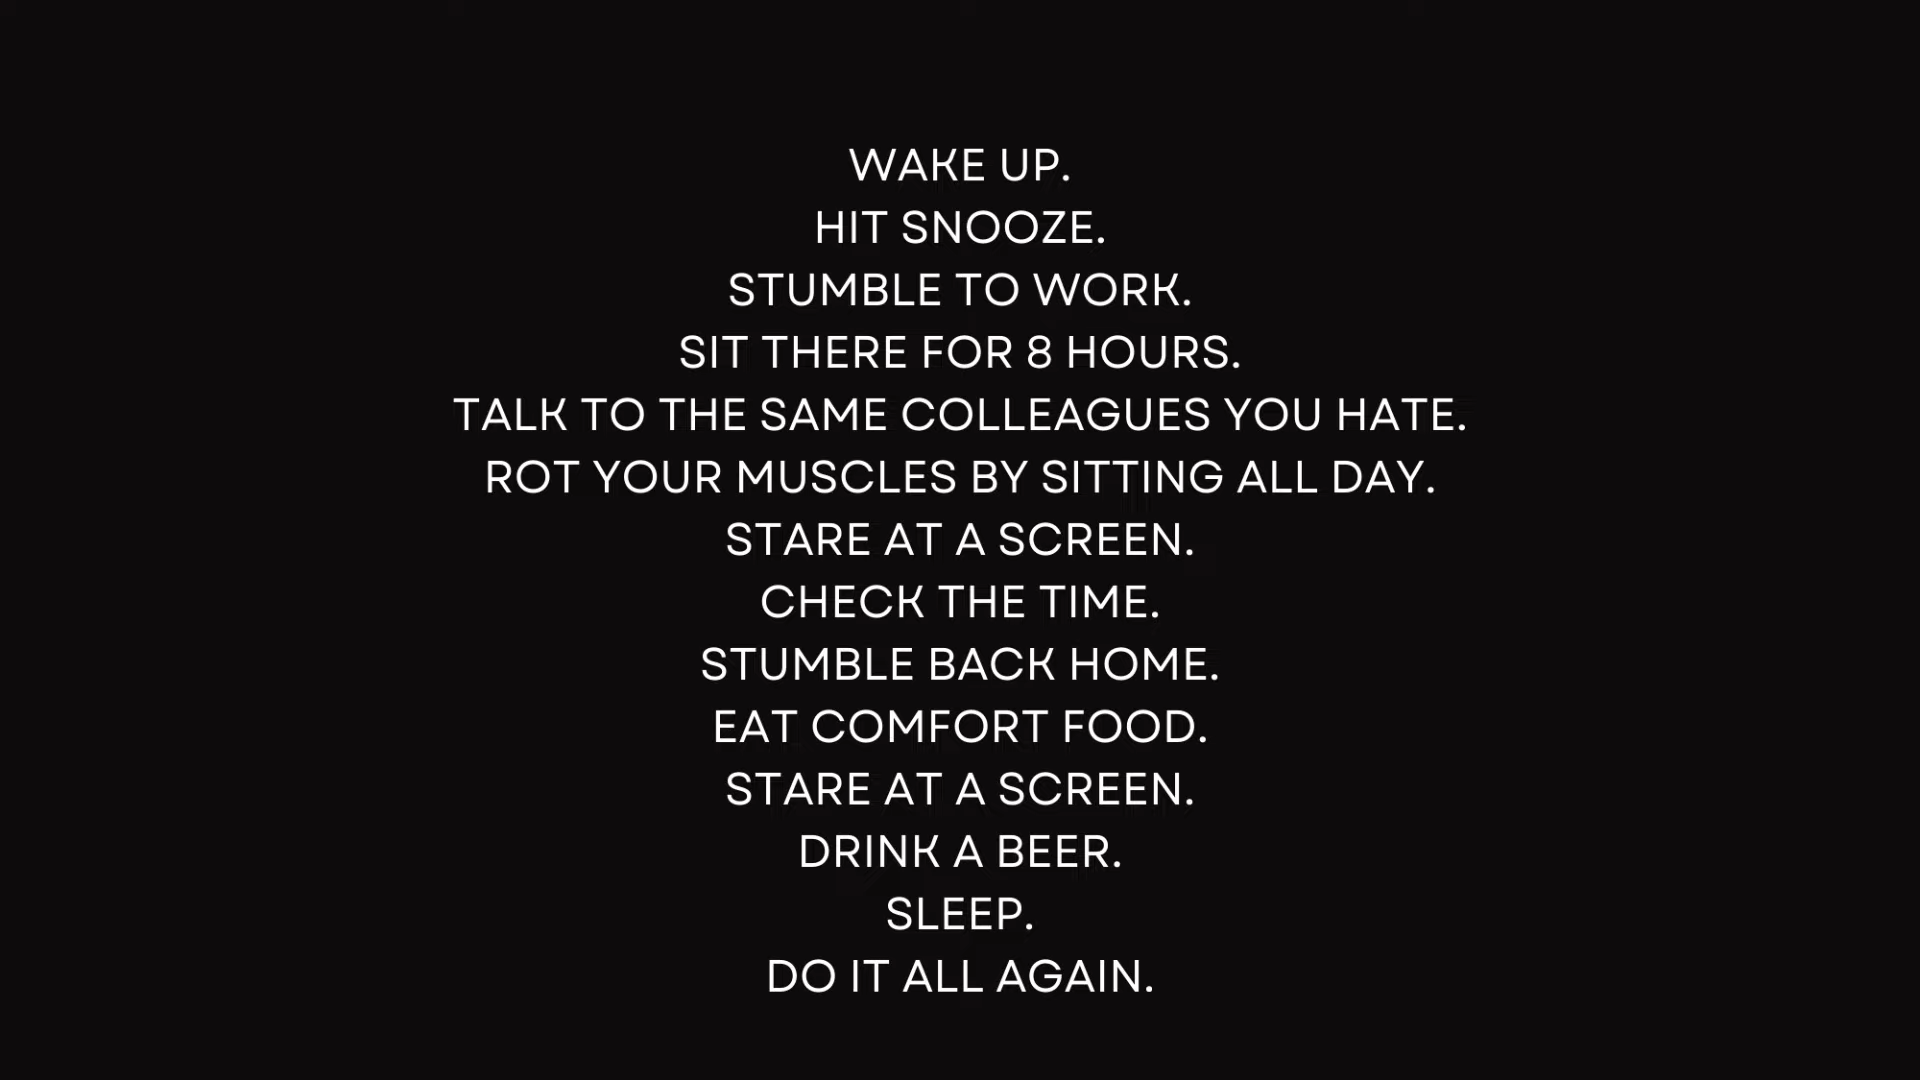 WAKE UP.
HIT SNOOZE.
STUMBLE TO WORK.
SIT THERE FOR 8 HOURS.
TALK TO THE SAME COLLEAGUES YOU HATE.
ROT YOUR MUSCLES BY SITTING ALL DAY.
STARE AT A SCREEN.
CHECK THE TIME.
STUMBLE BACK HOME.
EAT COMFORT FOOD.
STARE AT A SCREEN.
DRINK A BEER.
SLEEP.
DO IT ALL AGAIN.